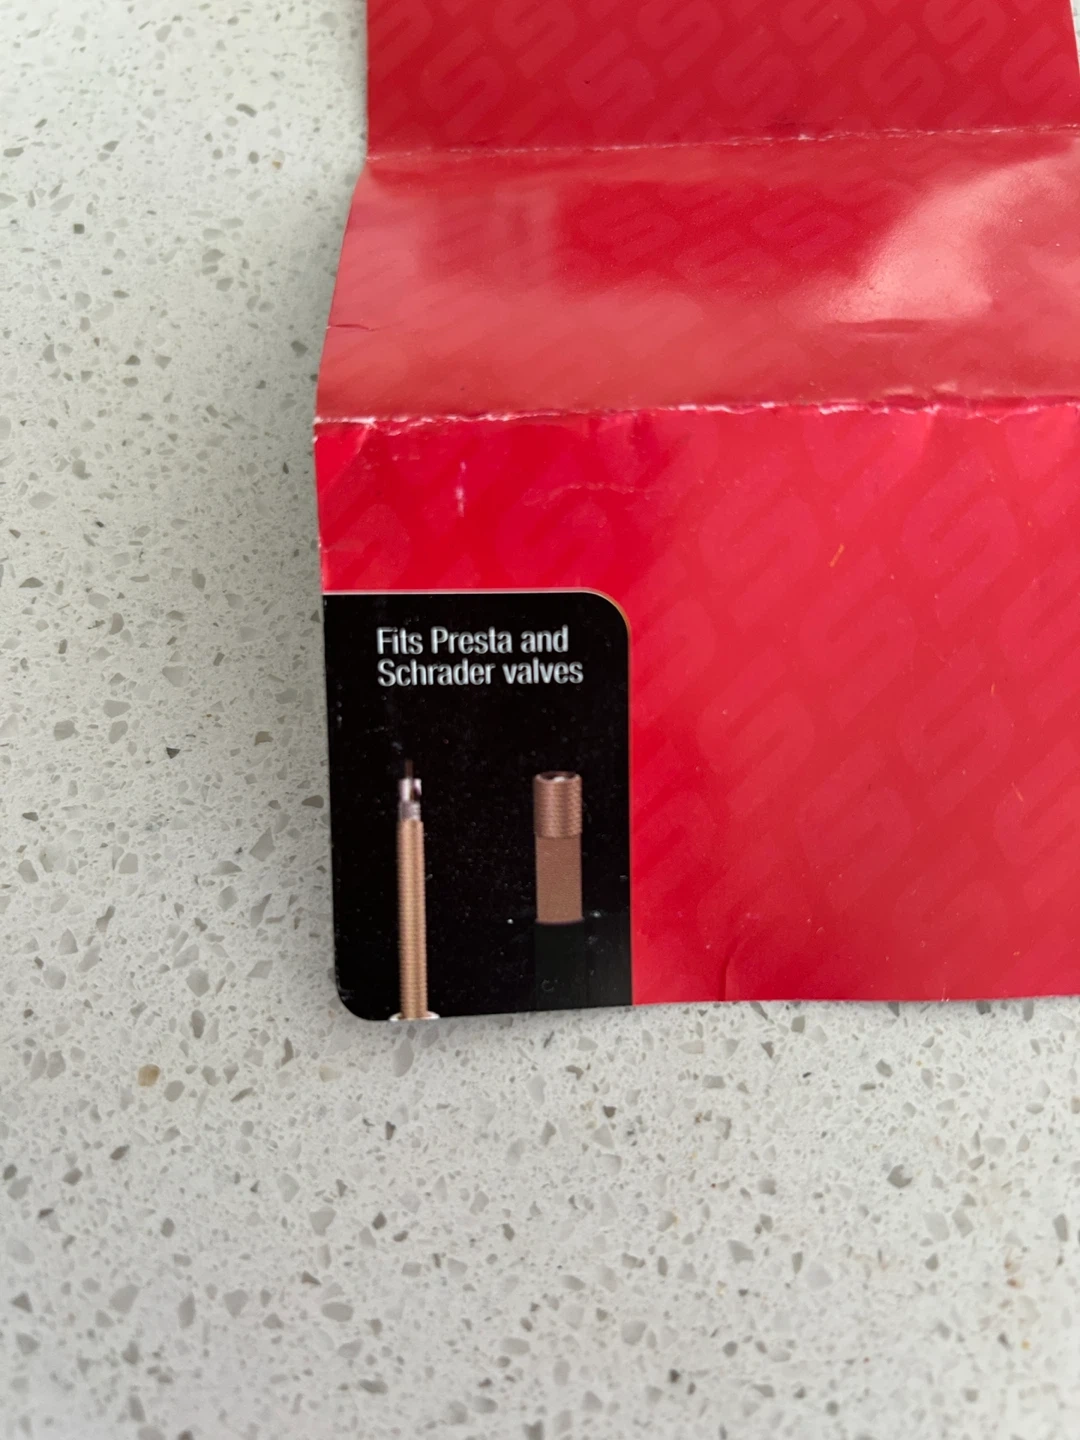 Fits Presta and
Schrader valves